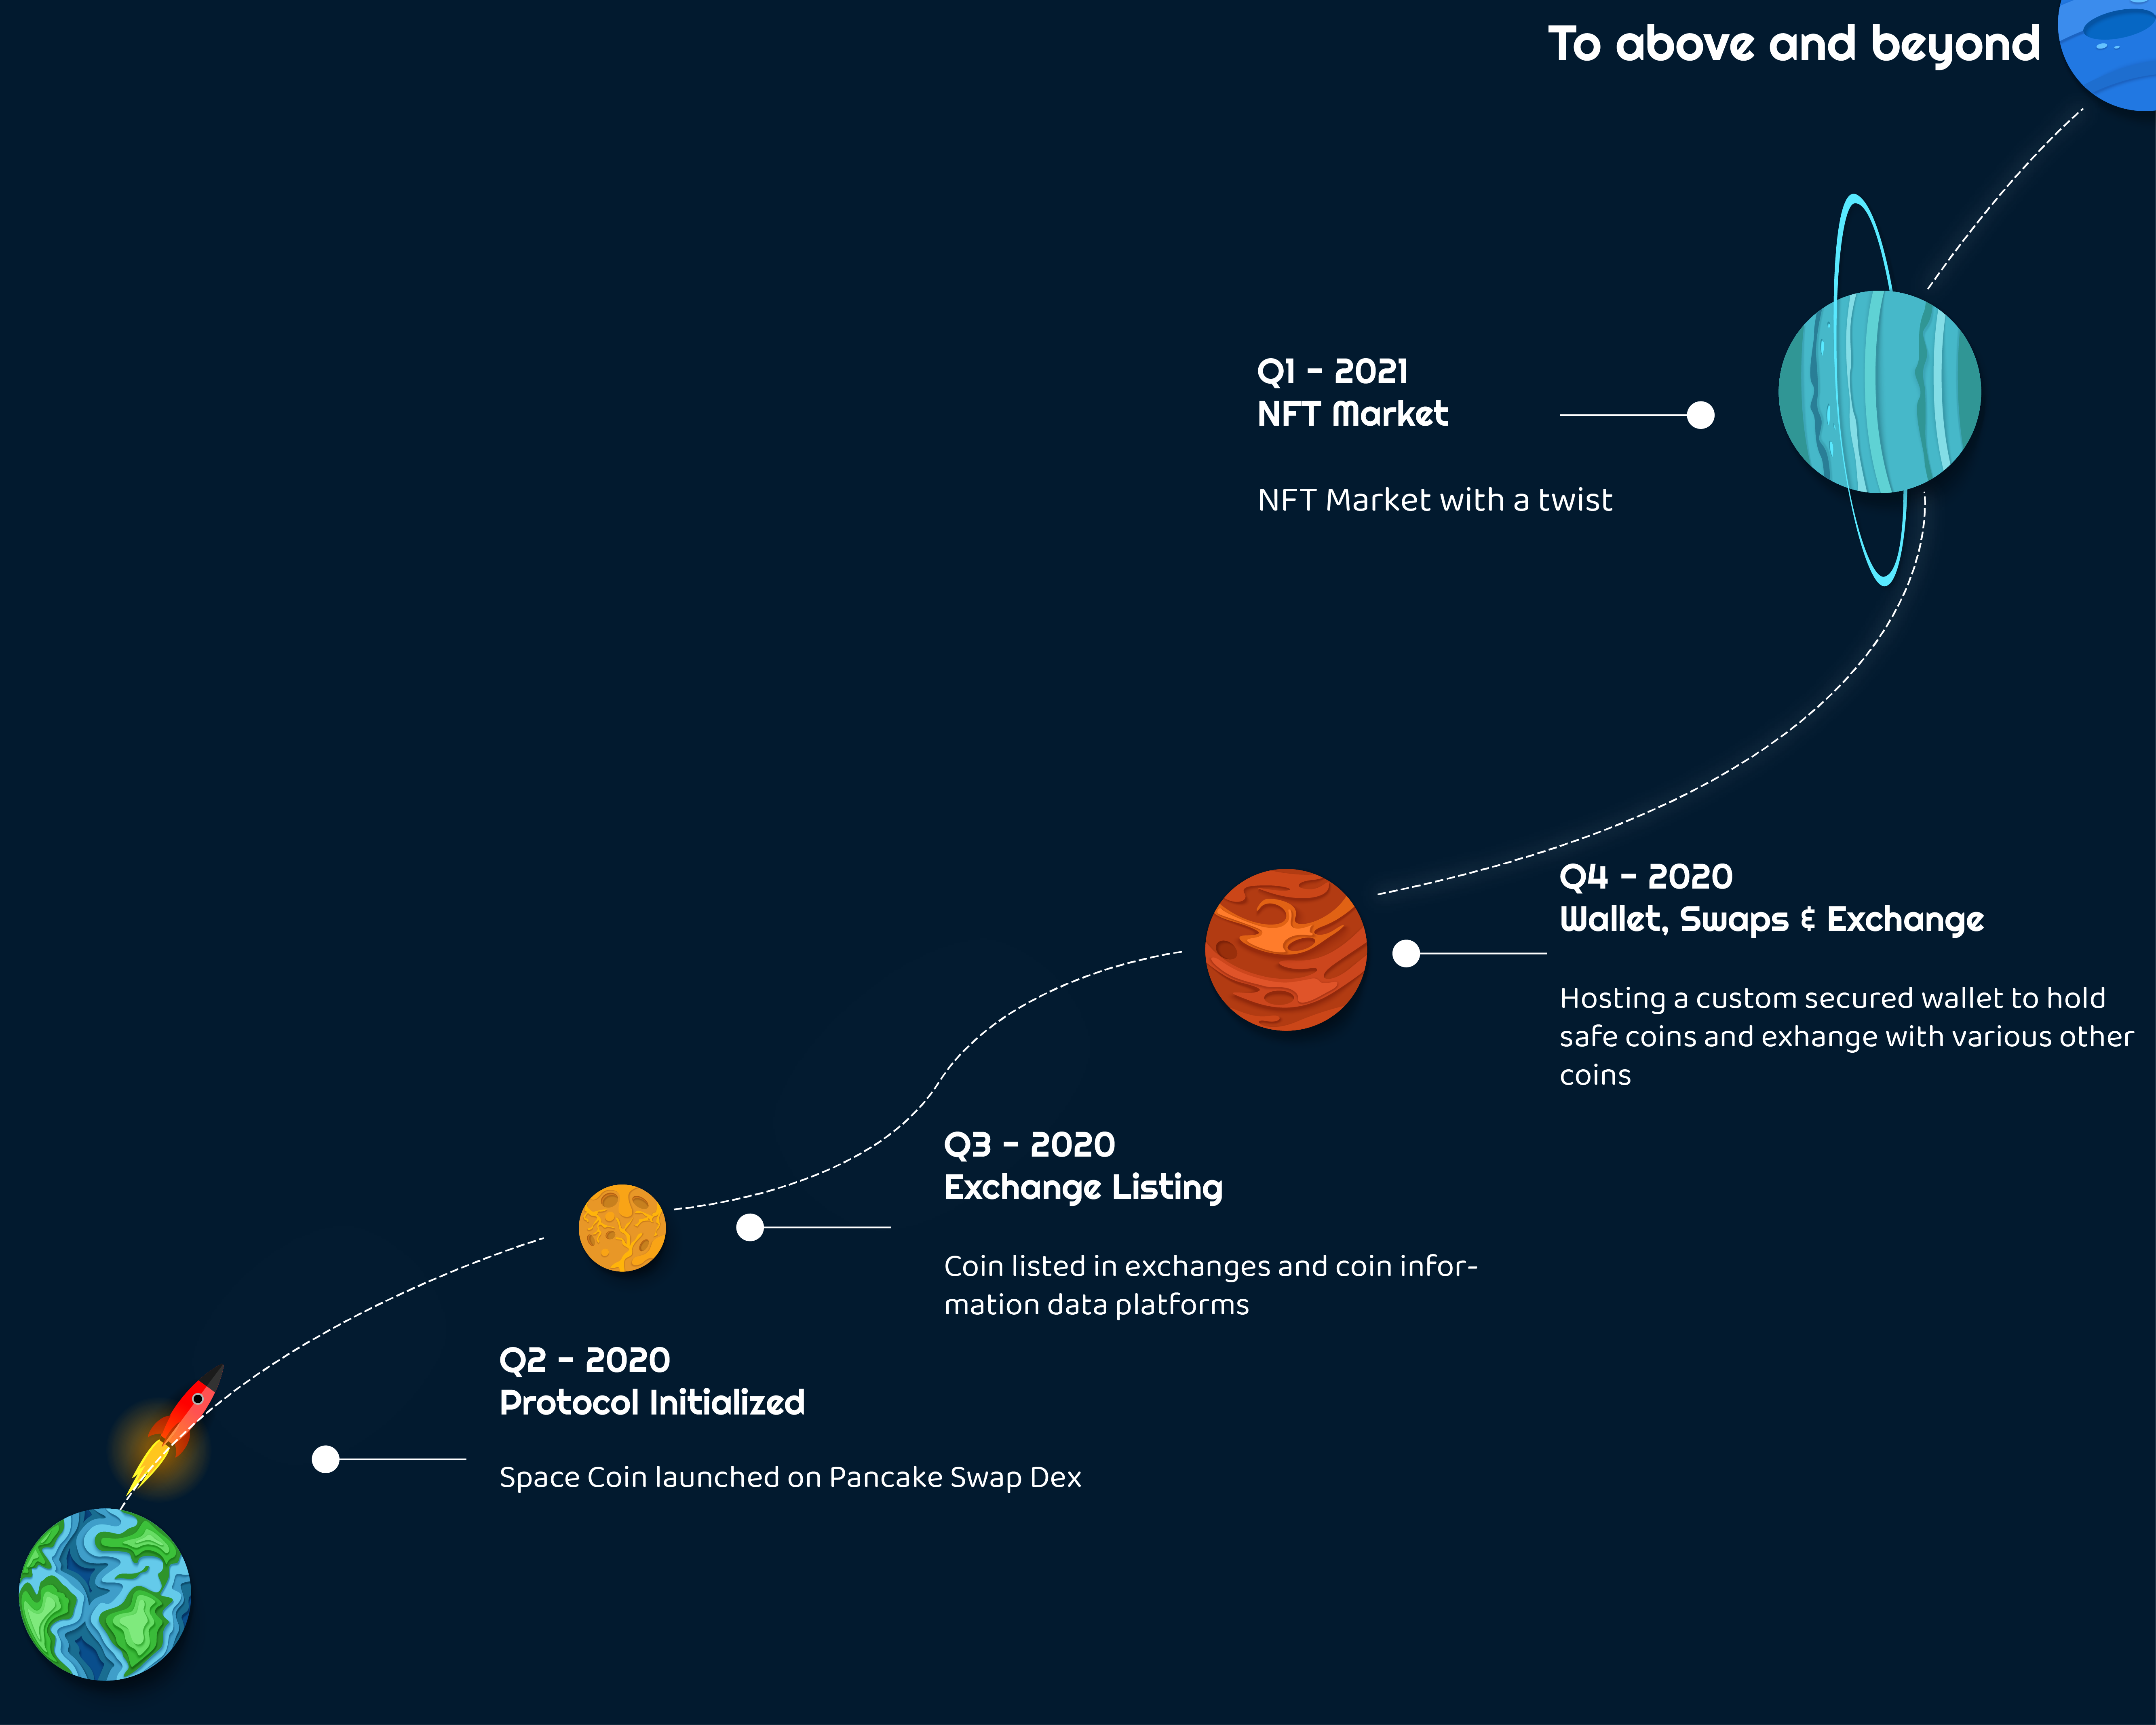 To above and beyond
Q1 - 2021
NFT Market
NFT Market with a twist
Q4 - 2020
Wallet, Swaps & Exchange
Hosting a custom secured wallet to hold
safe coins and exhange with various other
coins
Q3 - 2020
Exchange Listing
Coin listed in exchanges and coin infor-
mation data platforms
Q2 - 2020
Protocol Initialized
Space Coin launched on Pancake Swap Dex